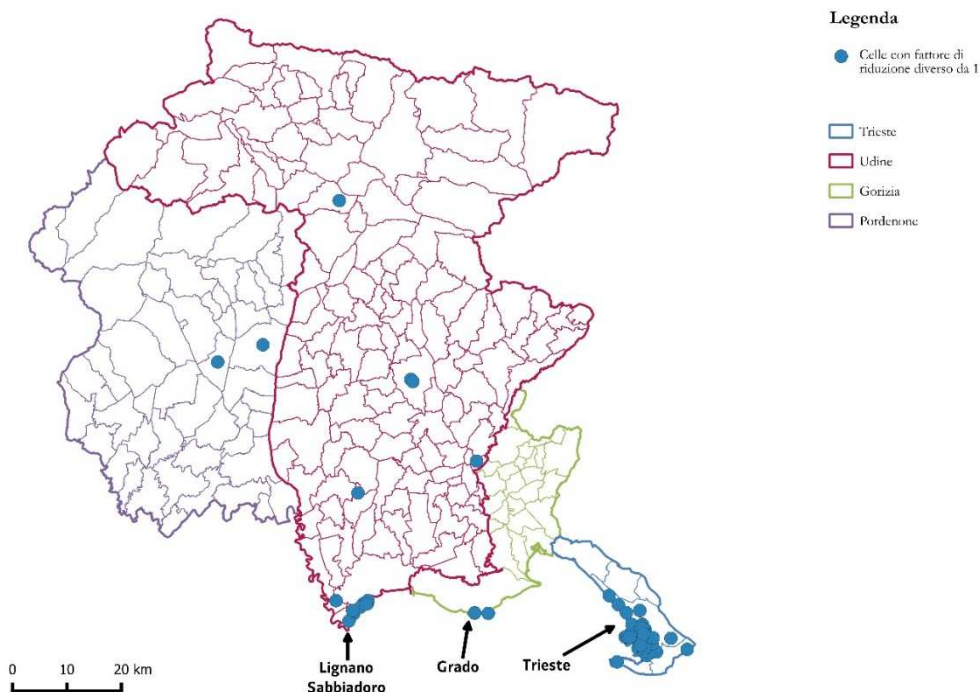 Legenda
Celle con fattore di
riduzione diverso da 1
Trieste
Udine
Gorizia
Pordenone
Lignano
Sabbiadoro
Grado
Trieste
0 10 20 km